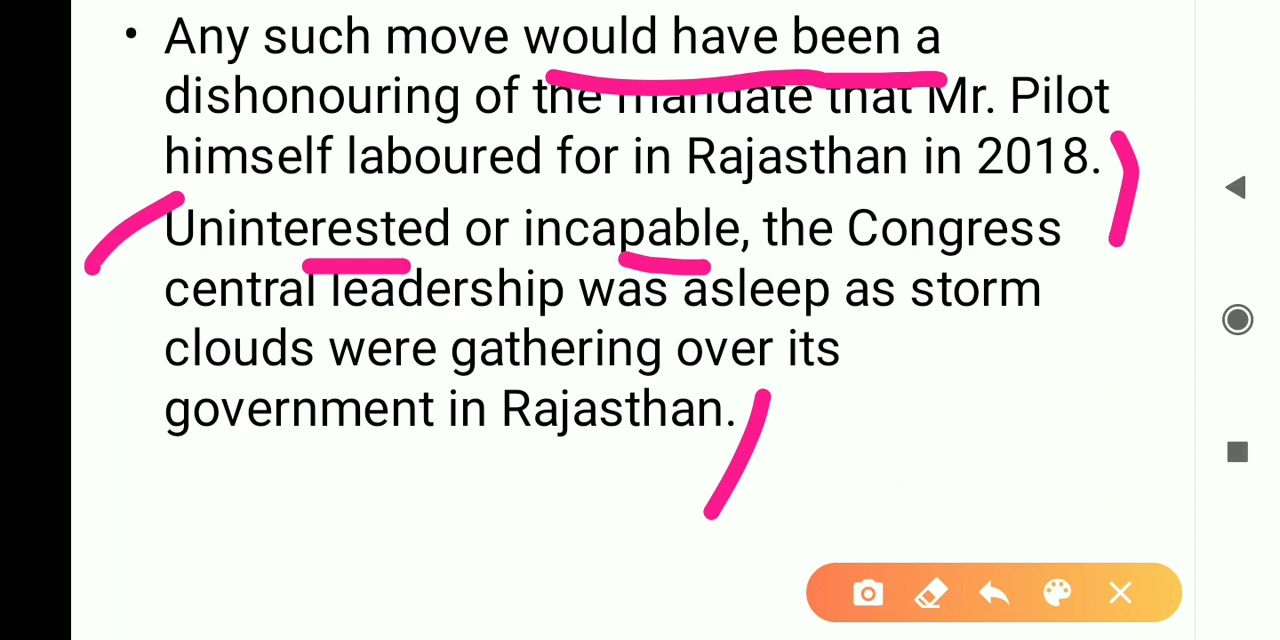 • Any such move would have been a
dishonouring of the mandate that Mr. Pilot
himself laboured for in Rajasthan in 2018.
Uninterested or incapable, the Congress
central leadership was asleep as storm
clouds were gathering over its
government in Rajasthan.